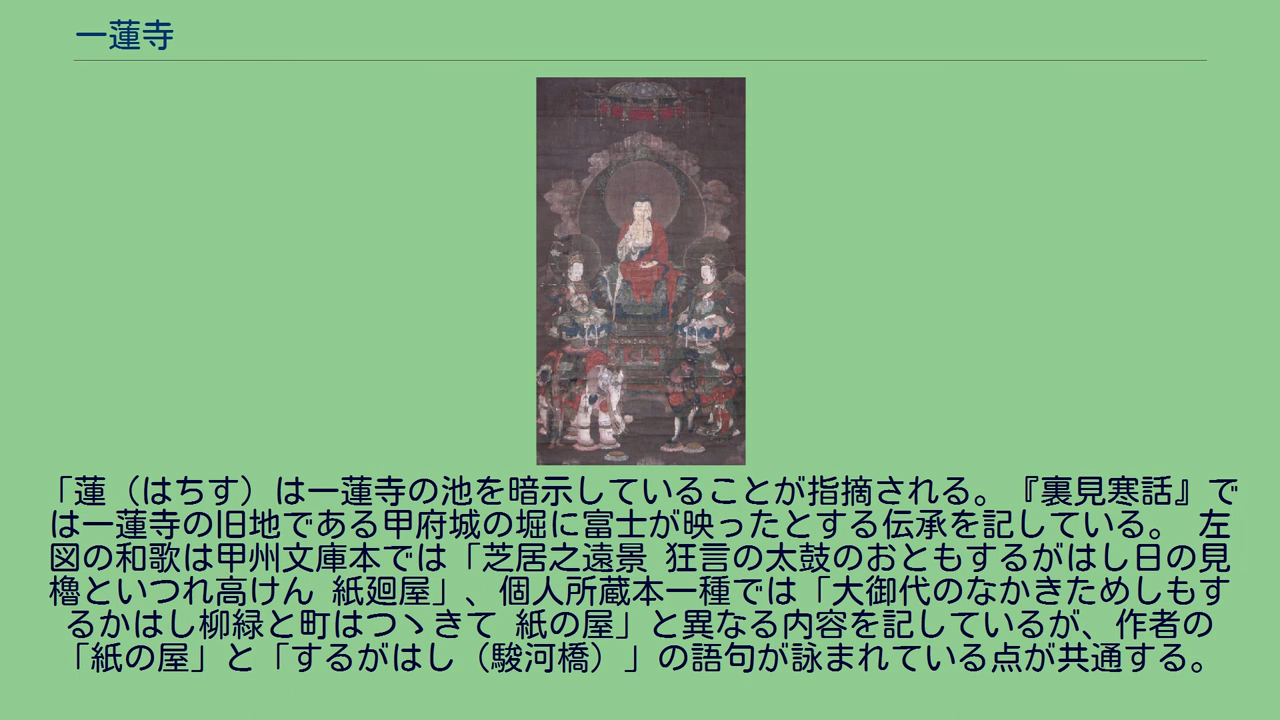 一蓮寺
「蓮（はちす）は一蓮寺の池を暗示していることが指摘される。『裏見寒話』で
は一蓮寺の旧地である甲府城の堀に富士が映ったとする伝承を記している。 左
図の和歌は甲州文庫本では「芝居之遠景 狂言の太鼓のおともするがはし日の見
櫓といつれ高けん 紙廻屋」、個人所蔵本一種では「大御代のなかきためしもす
るかはし柳緑と町はつゝきて 紙の屋」と異なる内容を記しているが、作者の
「紙の屋」と「するがはし（駿河橋）」の語句が詠まれている点が共通する。